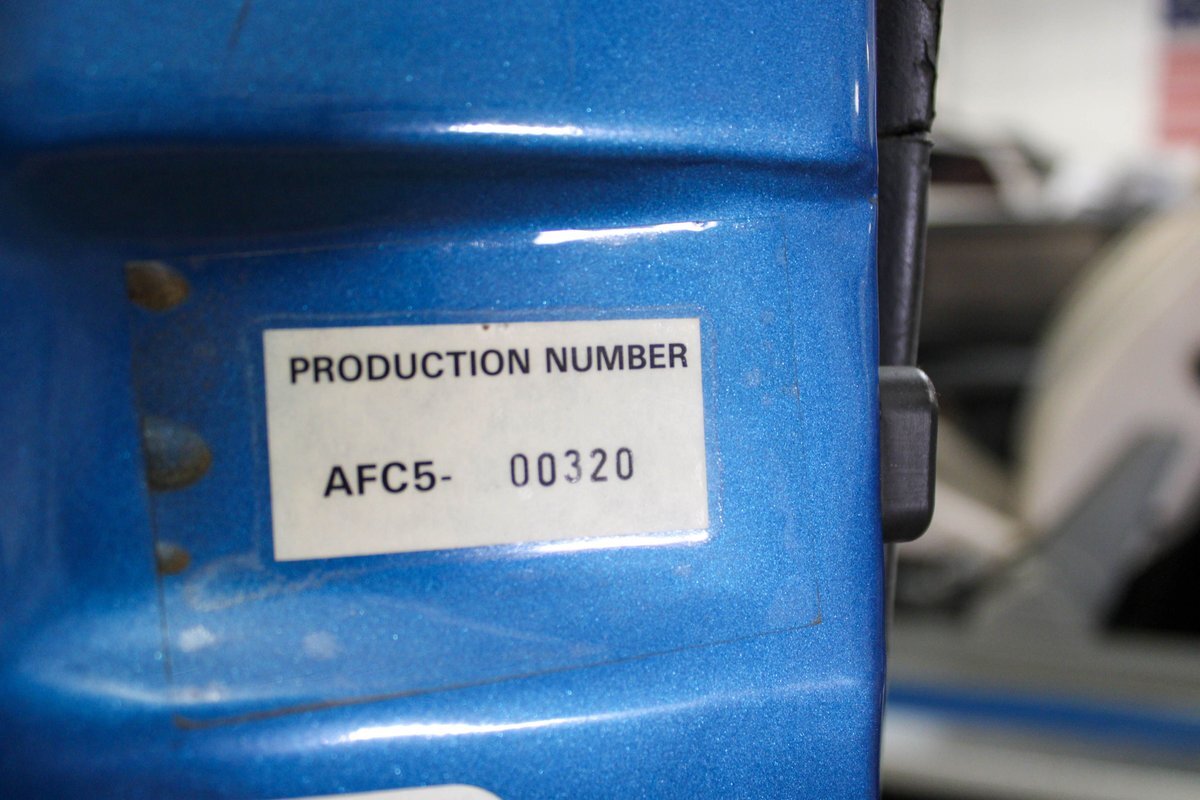 PRODUCTION NUMBER
AFC5- 00320